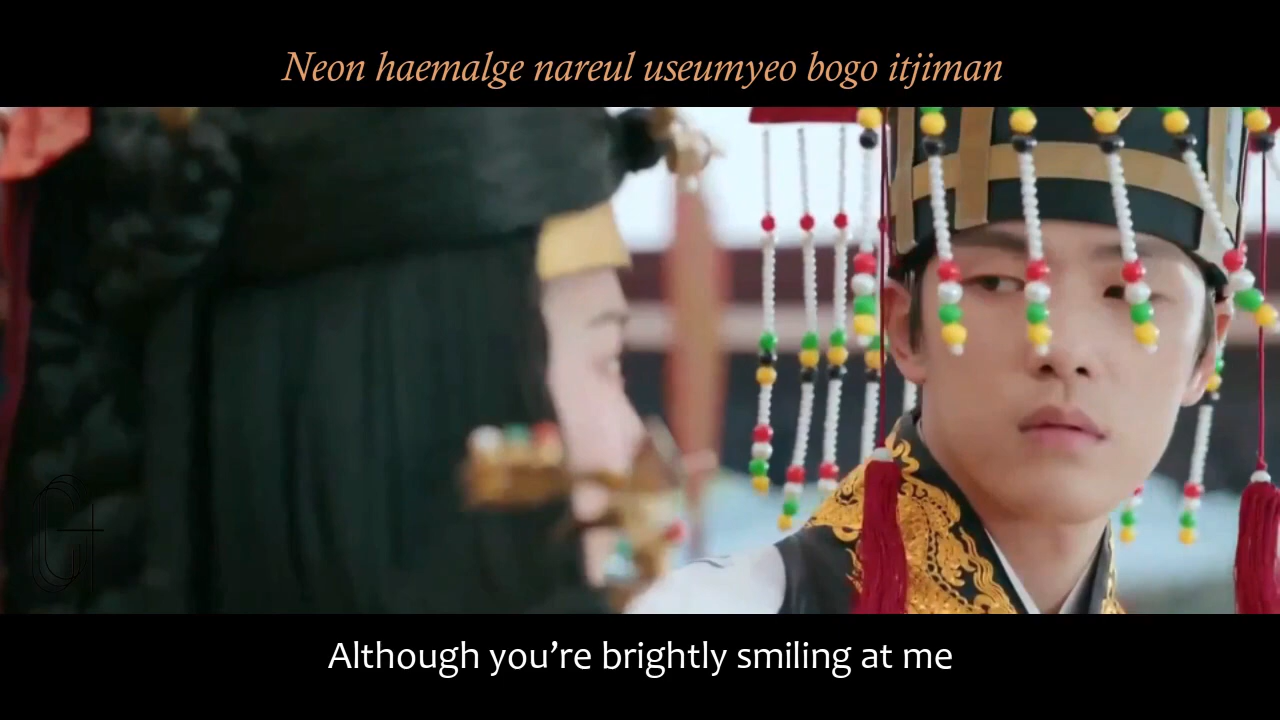 Neon haemalge nareul useumyeo bogo itjiman
Although you’re brightly smiling at me